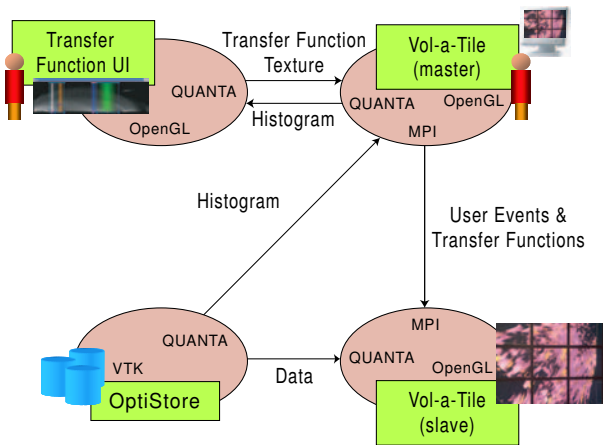 Transfer
Function UI
QUANTA
OpenGL
Transfer Function
Texture
Histogram
Vol-a-Tile
(master)
QUANTA
OpenGL
MPI
Histogram
User Events &
Transfer Functions
QUANTA
VTK
OptiStore
Data
MPI
QUANTA
OpenGL
Vol-a-Tile
(slave)